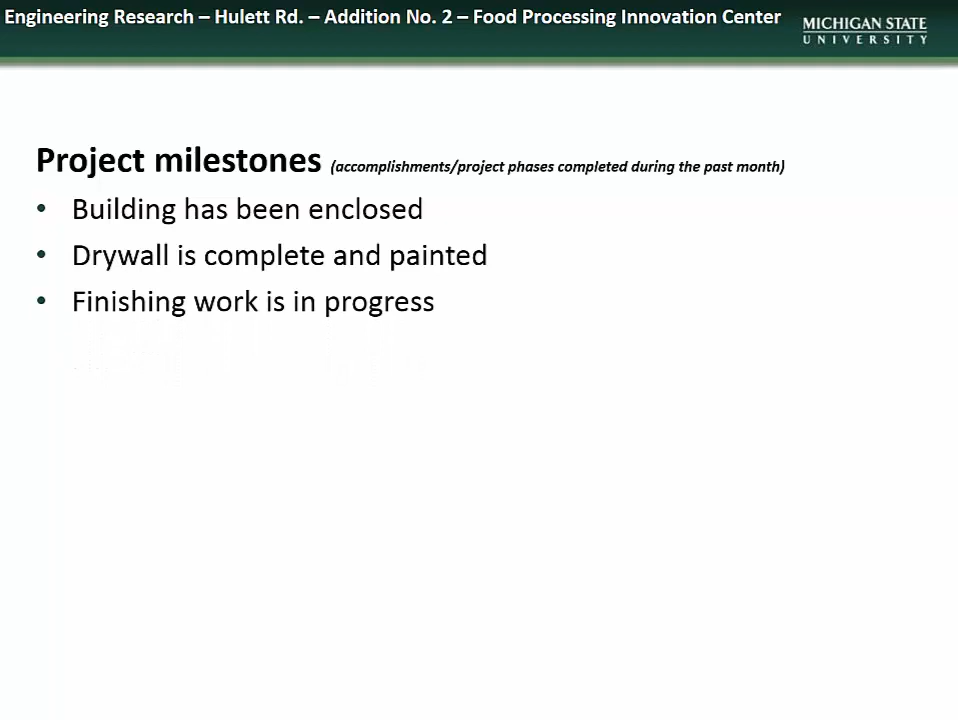 Engineering Research – Hulett Rd. – Addition No. 2 – Food Processing Innovation Center
MICHIGAN STATE
UNIVERSITY
Project milestones (accomplishments/project phases completed during the past month)
• Building has been enclosed
• Drywall is complete and painted
• Finishing work is in progress